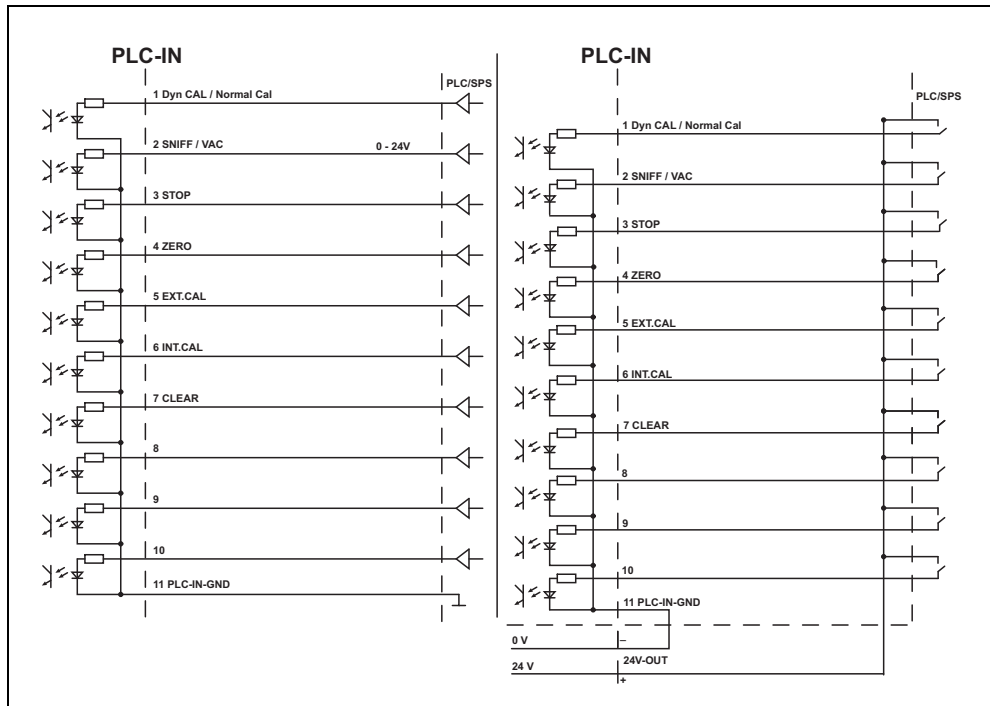 PLC-IN
PLC/SPS
1 Dyn CAL / Normal Cal
2 SNIFF / VAC
0 - 24V
3 STOP
4 ZERO
5 EXT.CAL
6 INT.CAL
7 CLEAR
8
9
10
11 PLC-IN-GND
PLC-IN
PLC/SPS
1 Dyn CAL / Normal Cal
2 SNIFF / VAC
3 STOP
4 ZERO
5 EXT.CAL
6 INT.CAL
7 CLEAR
8
9
10
11 PLC-IN-GND
0 V
–
24 V
24V-OUT
+